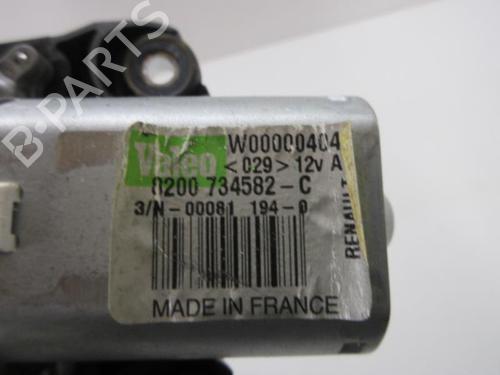 B-PARTS
Valeo
W00000404
<029> 12v A
8200 734582-C
S/N-00081 194-0
RENAULT
MADE IN FRANCE